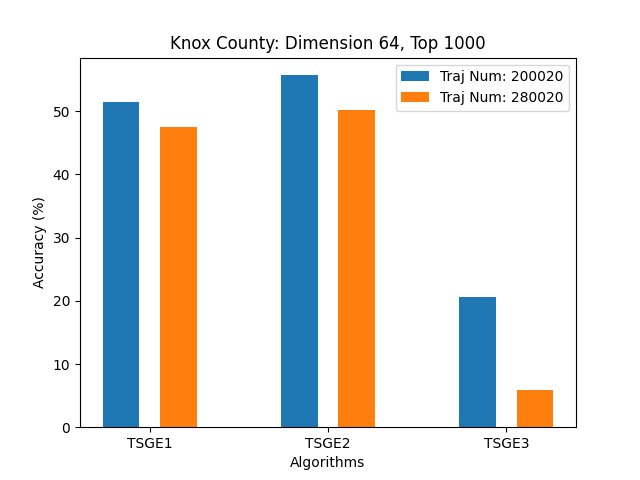 Knox County: Dimension 64, Top 1000
Traj Num: 200020
Traj Num: 280020
Accuracy (%)
50
40
30
20
10
0
TSGE1
TSGE2
TSGE3
Algorithms